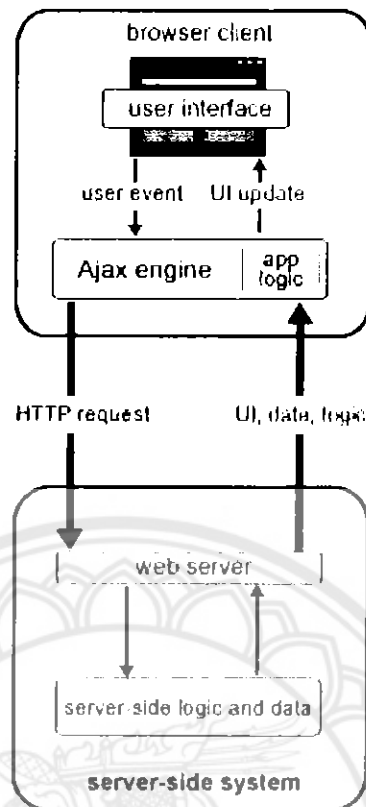 browser client
user interface
user event UI update
Ajax engine app logic
HTTP request UI, date, logic
web server
server-side logic and data
server-side system